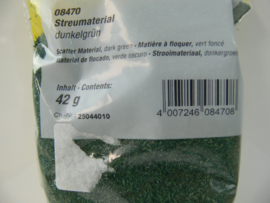 08470
Streumaterial
dunkelgrün
Scatter Material, dark green • Matière à floquer, vert foncé
material de flocado, verde oscuro • Strooimateriaal, donkergroen
Inhalt • Contents:
42 g
25044010
4 007246 084708